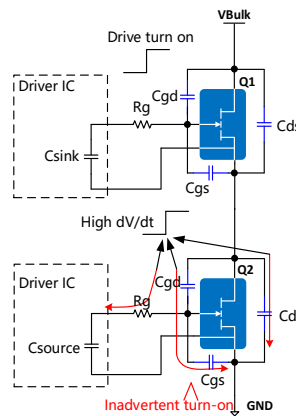 VBulk
Drive turn on
Q1
Driver IC
Cgd
Rg
Cds
Csink
Cgs
High dV/dt
Cgd
Q2
Driver IC
Rg
Cd
Csource
Cgs
Inadvertent turn-on
GND